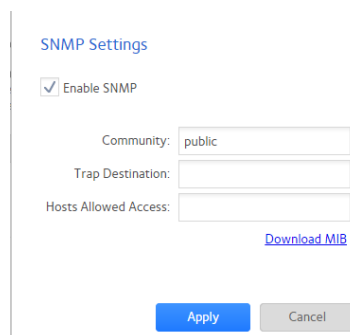 SNMP Settings
Enable SNMP
Community: public
Trap Destination:
Hosts Allowed Access:
Download MIB
Apply Cancel